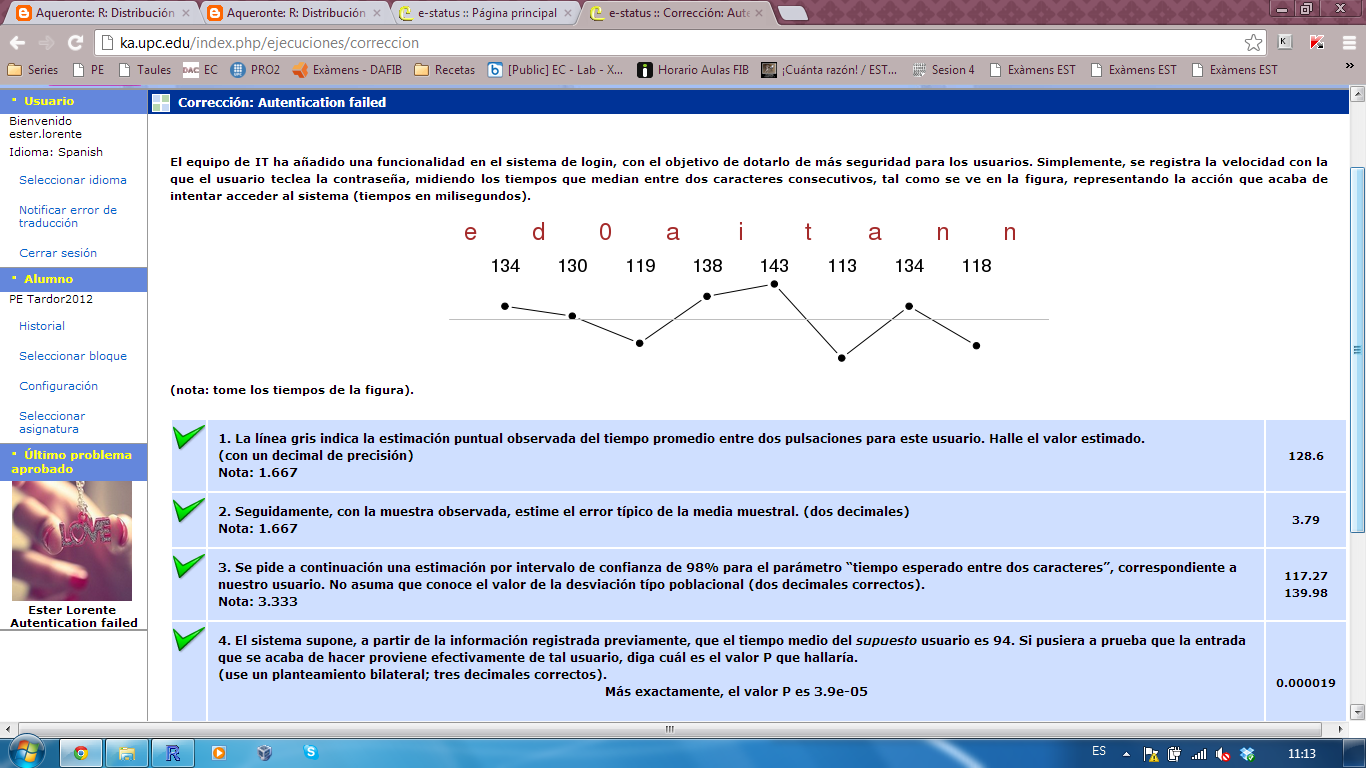 Aqueronte: R: Distribución
Aqueronte: R: Distribución
e-status :: Página principal
e-status :: Corrección: Aute
ka.upc.edu/index.php/ejecuciones/correccion
Series
PE
Taules
DAC EC
PRO2
Exàmens - DAFIB
Recetas
[Public] EC - Lab - X...
Horario Aulas FIB
¡Cuánta razón! / EST...
Sesion 4
Exàmens EST
Exàmens EST
Exàmens EST
»
Usuario
Bienvenido
ester.lorente
Idioma: Spanish
Seleccionar idioma
Notificar error de
traducción
Cerrar sesión
Alumno
PE Tardor2012
Historial
Seleccionar bloque
Configuración
Seleccionar
asignatura
Último problema
aprobado
LOVE
Ester Lorente
Autentication failed
Corrección: Autentication failed
El equipo de IT ha añadido una funcionalidad en el sistema de login, con el objetivo de dotarlo de más seguridad para los usuarios. Simplemente, se registra la velocidad con la
que el usuario teclea la contraseña, midiendo los tiempos que median entre dos caracteres consecutivos, tal como se ve en la figura, representando la acción que acaba de
intentar acceder al sistema (tiempos en milisegundos).
e d 0 a i t a n n
134 130 119 138 143 113 134 118
(nota: tome los tiempos de la figura).
1. La línea gris indica la estimación puntual observada del tiempo promedio entre dos pulsaciones para este usuario. Halle el valor estimado.
(con un decimal de precisión)
Nota: 1.667
128.6
2. Seguidamente, con la muestra observada, estime el error típico de la media muestral. (dos decimales)
Nota: 1.667
3.79
3. Se pide a continuación una estimación por intervalo de confianza de 98% para el parámetro “tiempo esperado entre dos caracteres”, correspondiente a
nuestro usuario. No asuma que conoce el valor de la desviación típo poblacional (dos decimales correctos).
Nota: 3.333
117.27
139.98
4. El sistema supone, a partir de la información registrada previamente, que el tiempo medio del supuesto usuario es 94. Si pusiera a prueba que la entrada
que se acaba de hacer proviene efectivamente de tal usuario, diga cuál es el valor P que hallaría.
(use un planteamiento bilateral; tres decimales correctos).
Más exactamente, el valor P es 3.9e-05
0.000019
ES
11:13